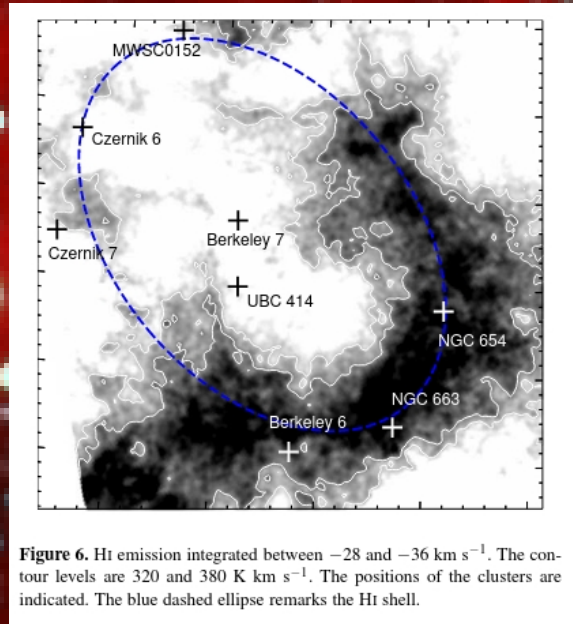 MWSC0152
Czernik 6
Berkeley 7
Czernik 7
UBC 414
NGC 654
NGC 663
Berkeley 6
Figure 6. HI emission integrated between −28 and −36 km s⁻¹. The con-
tour levels are 320 and 380 K km s⁻¹. The positions of the clusters are
indicated. The blue dashed ellipse remarks the HI shell.